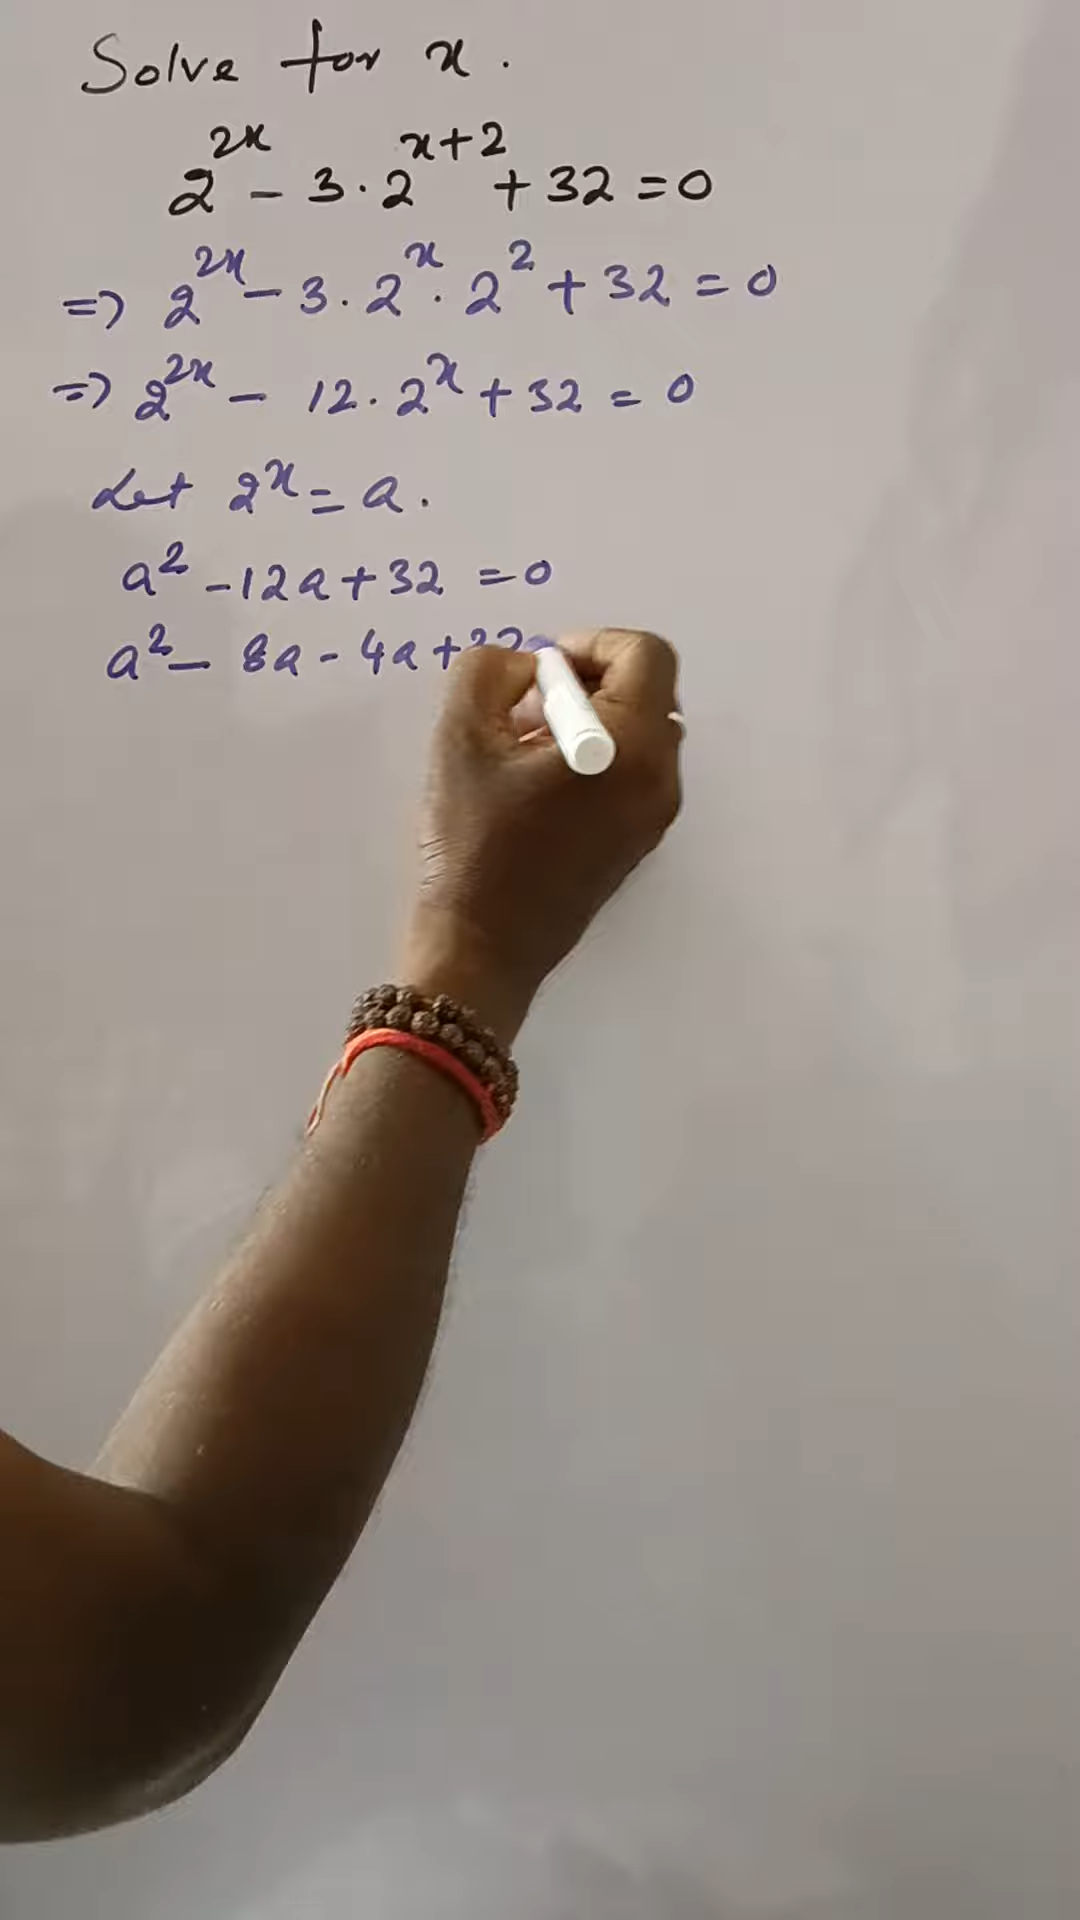 Solve for x.
2^{2x} - 3·2^{x+2} + 32 = 0
=> 2^{2x} - 3·2^{x}·2^{2} + 32 = 0
=> 2^{2x} - 12·2^{x} + 32 = 0
Let 2^{x} = a.
a^{2} - 12a + 32 = 0
a^{2} - 8a - 4a + 32